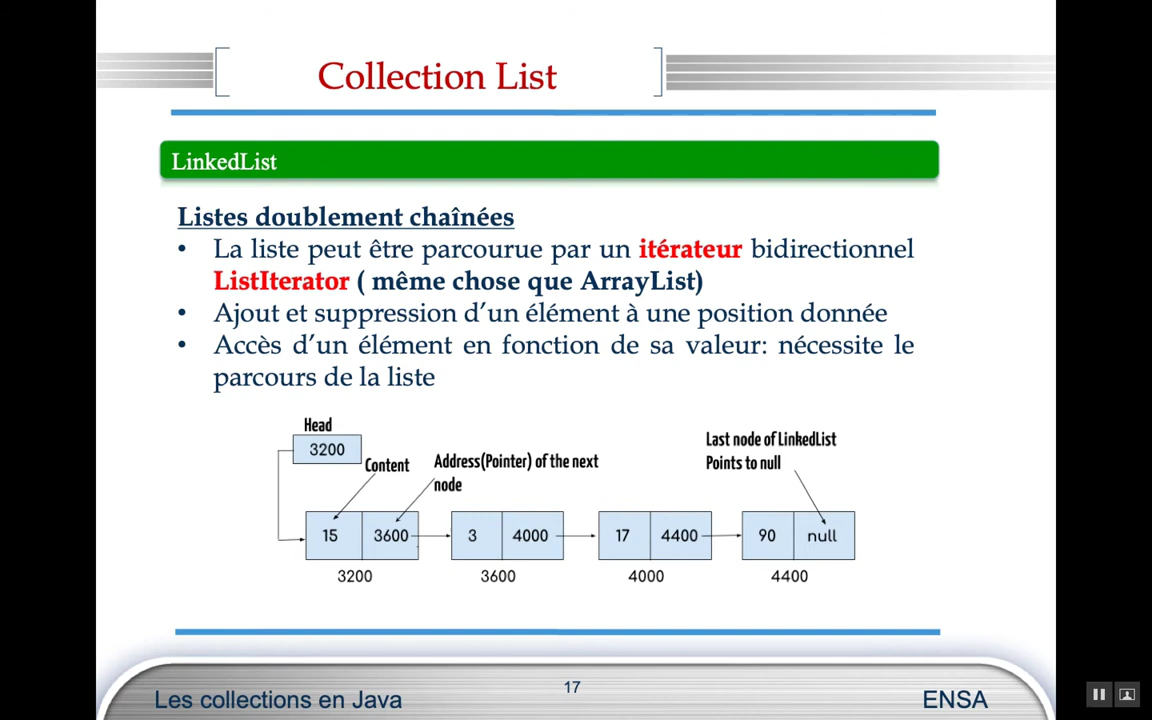 Collection List
LinkedList
Listes doublement chaînées
• La liste peut être parcourue par un itérateur bidirectionnel
ListIterator ( même chose que ArrayList)
• Ajout et suppression d'un élément à une position donnée
• Accès d'un élément en fonction de sa valeur: nécessite le
parcours de la liste
Head
3200
Content
Address(Pointer) of the next
node
Last node of LinkedList
Points to null
15 3600 3 4000 17 4400 90 null
3200 3600 4000 4400
Les collections en Java 17 ENSA